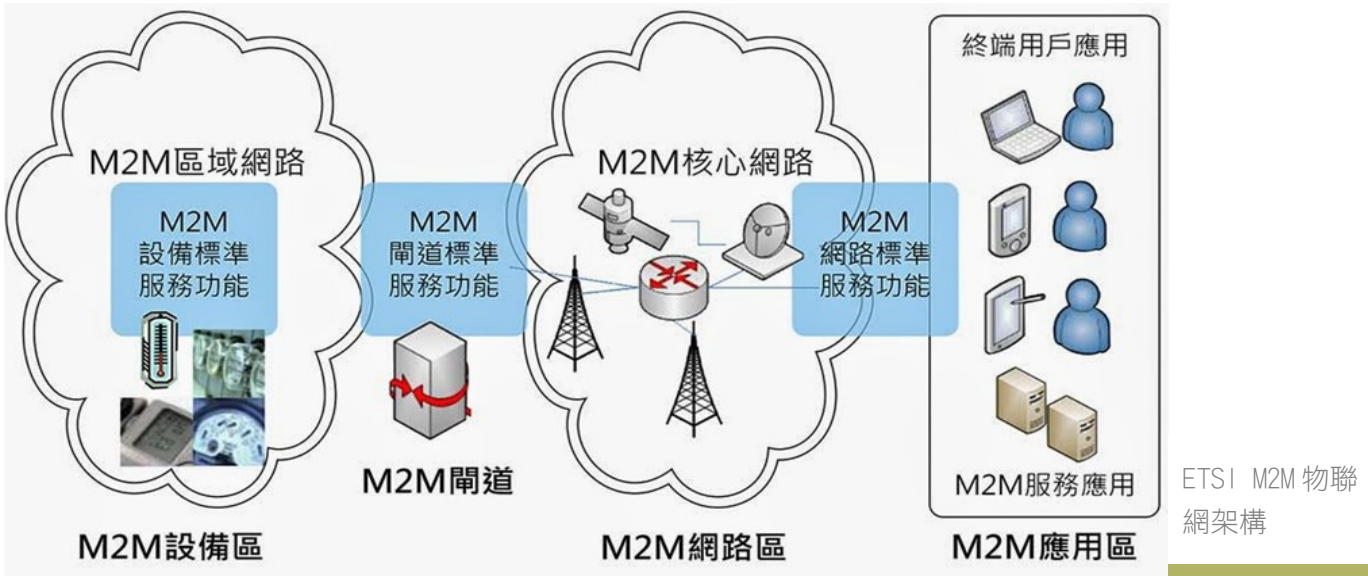 M2M區域網路
M2M
設備標準
服務功能
M2M設備區
M2M
閘道標準
服務功能
M2M閘道
M2M核心網路
M2M
網路標準
服務功能
M2M網路區
終端用戶應用
M2M服務應用
M2M應用區
ETSI M2M 物聯
網架構